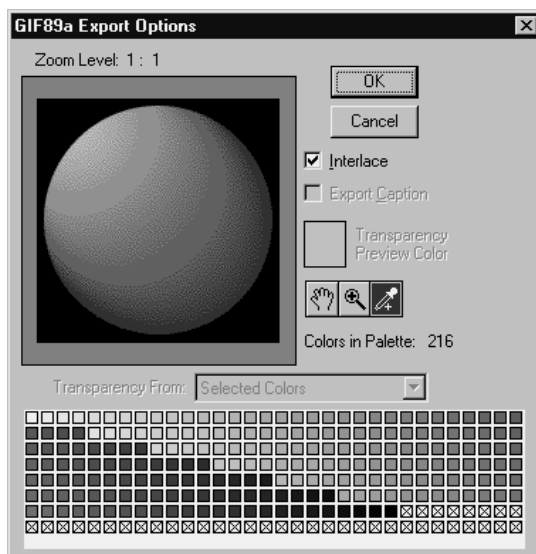 GIF89a Export Options
Zoom Level: 1 : 1
OK
Cancel
Interlace
Export Caption
Transparency
Preview Color
Colors in Palette: 216
Transparency From: Selected Colors